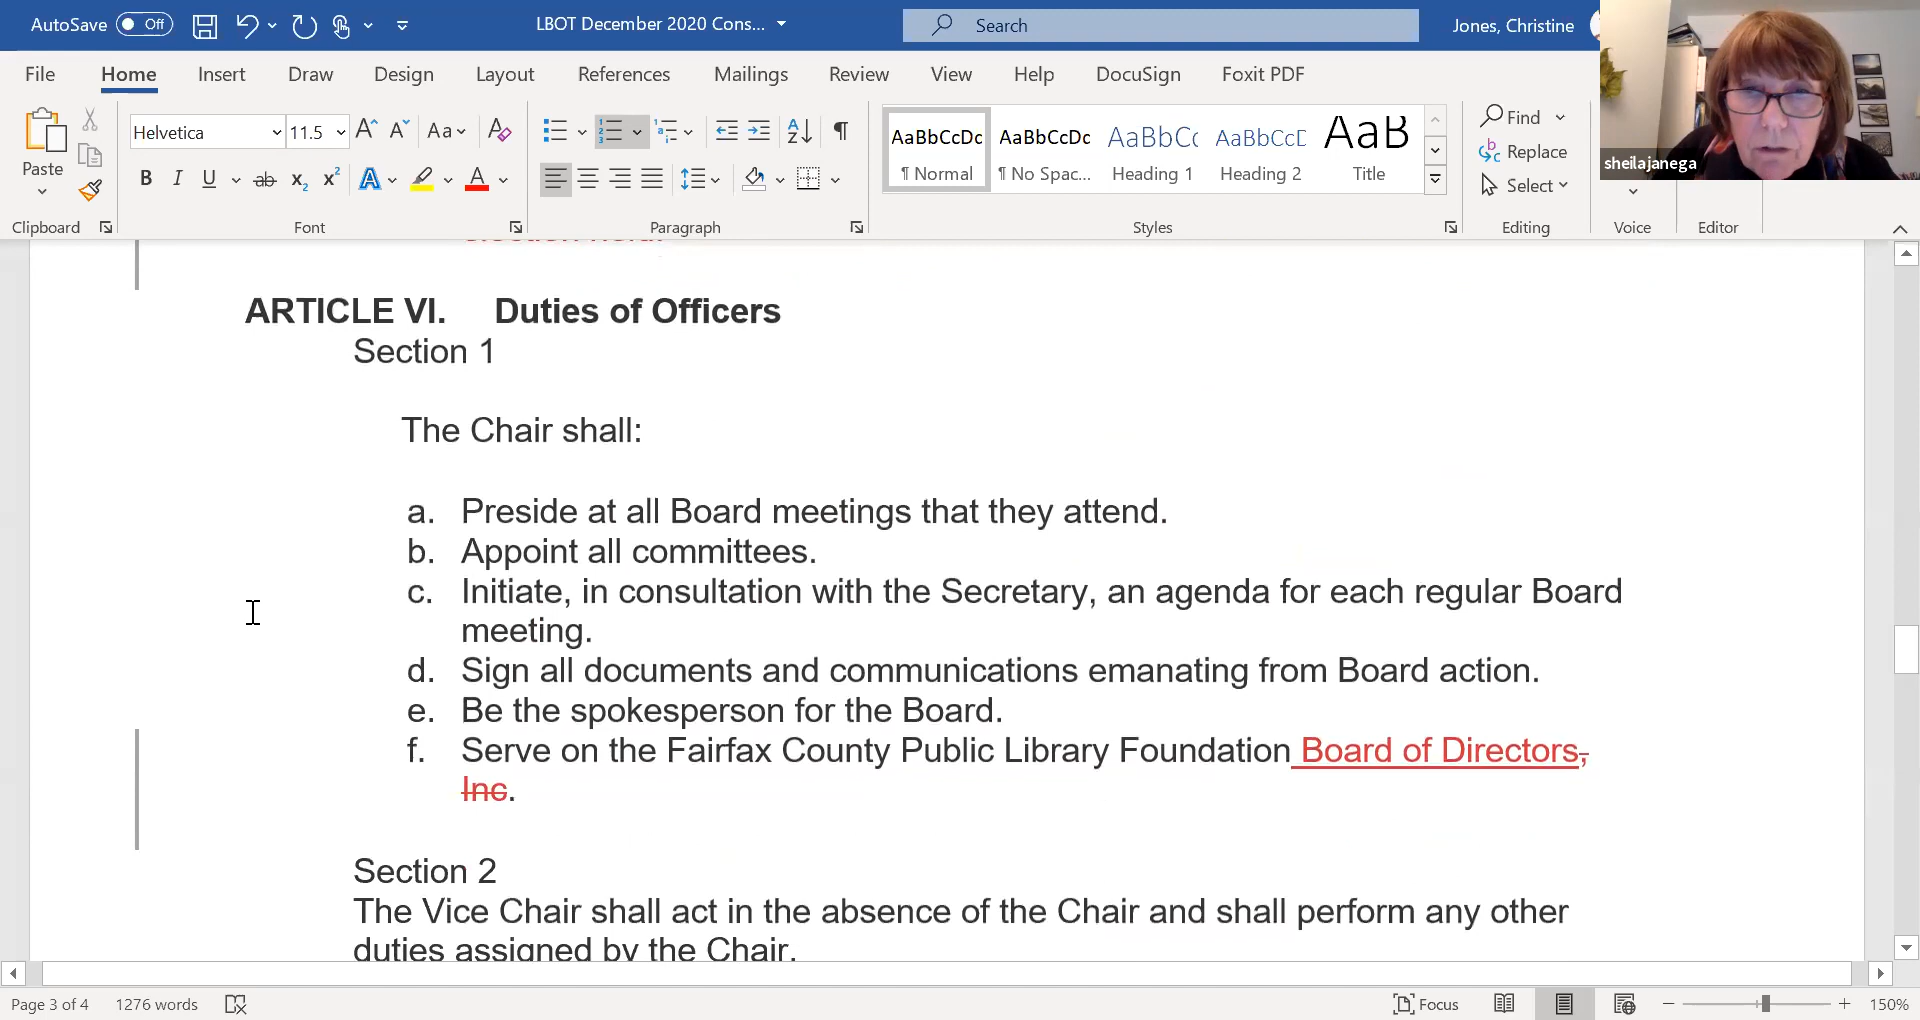 AutoSave Off LBOT December 2020 Cons... Search Jones, Christine
File Home Insert Draw Design Layout References Mailings Review View Help DocuSign Foxit PDF
Helvetica 11.5 A A Aa A AaBbCcDc AaBbCcDc AaBbCc AaBbCcD AaB Find
Paste B I U ab x₂ x² A A ¶ Normal ¶ No Spac... Heading 1 Heading 2 Title Replace
Select
sheilajanega
Clipboard Font Paragraph Styles Editing Voice Editor
ARTICLE VI. Duties of Officers
Section 1
The Chair shall:
a. Preside at all Board meetings that they attend.
b. Appoint all committees.
c. Initiate, in consultation with the Secretary, an agenda for each regular Board
meeting.
d. Sign all documents and communications emanating from Board action.
e. Be the spokesperson for the Board.
f. Serve on the Fairfax County Public Library Foundation Board of Directors,
Inc.
Section 2
The Vice Chair shall act in the absence of the Chair and shall perform any other
duties assigned by the Chair.
Page 3 of 4 1276 words Focus 150%